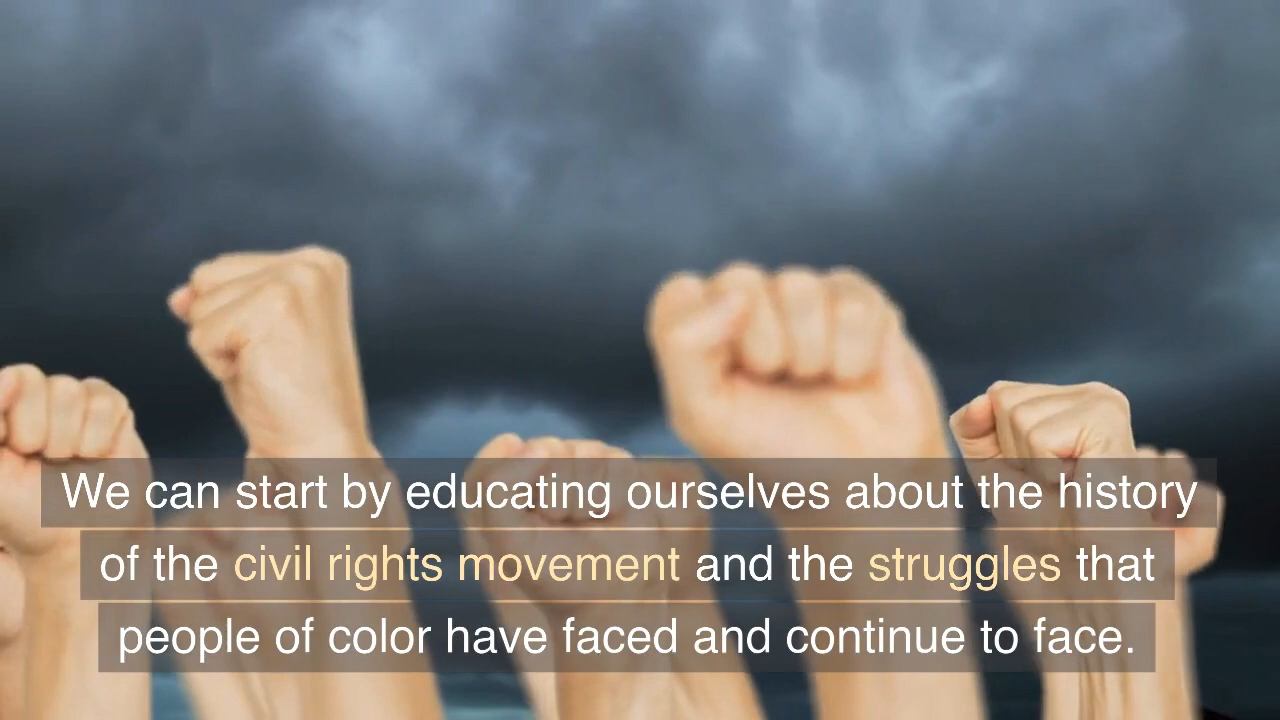 We can start by educating ourselves about the history
of the civil rights movement and the struggles that
people of color have faced and continue to face.